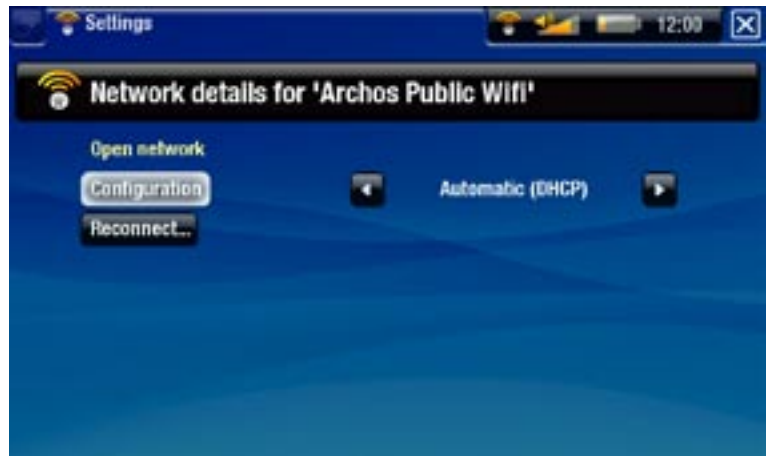 Settings
12:00
Network details for 'Archos Public Wifi'
Open network
Configuration
Automatic (DHCP)
Reconnect...